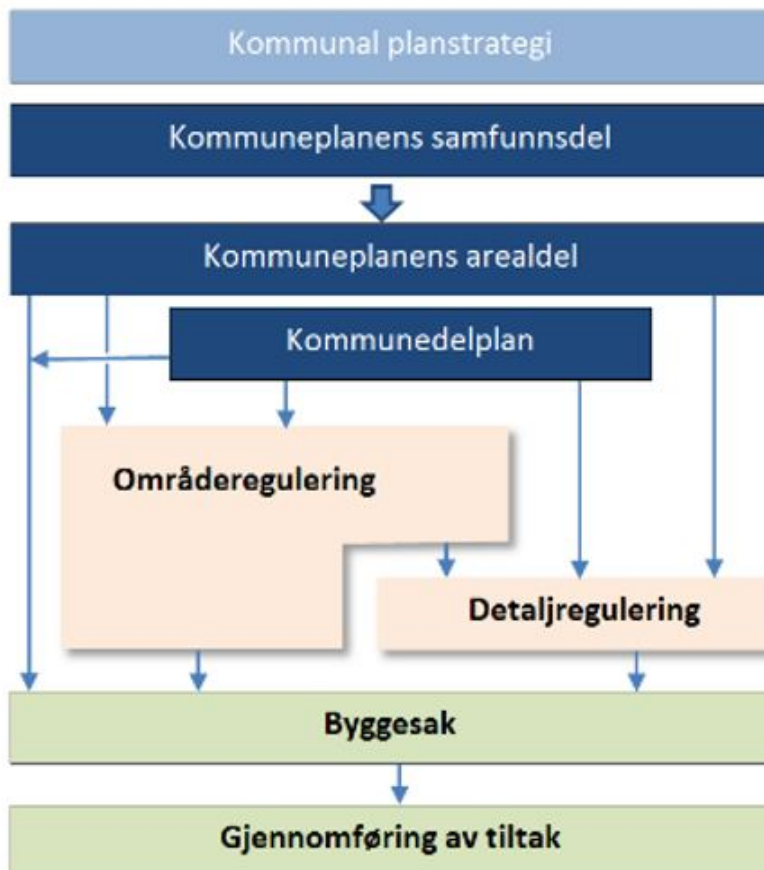 Kommunal planstrategi
Kommuneplanens samfunnsdel
Kommuneplanens arealdel
Kommunedelplan
Områderegulering
Detaljregulering
Byggesak
Gjennomføring av tiltak